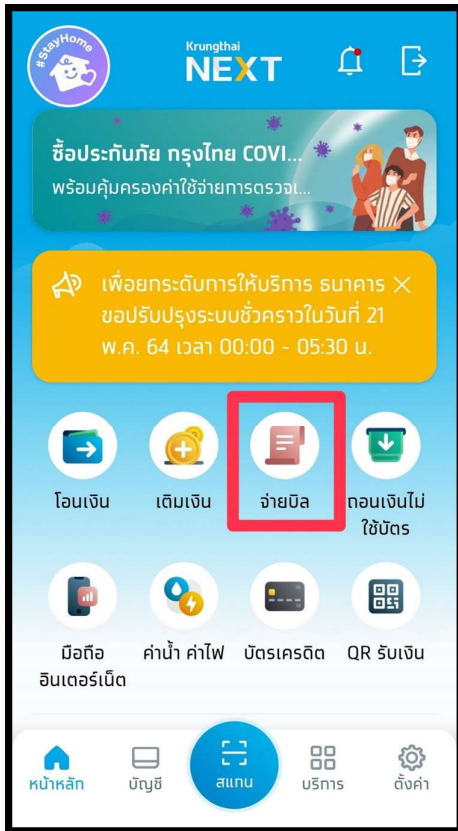 #StayHome
Krungthai
NEXT
ซื้อประกันภัย กรุงไทย COVI...
พร้อมคุ้มครองค่าใช้จ่ายการตรวจเ...
เพื่อยกระดับการให้บริการ ธนาคาร
ขอปรับปรุงระบบชั่วคราวในวันที่ 21
พ.ค. 64 เวลา 00:00 - 05:30 น.
โอนเงิน เติมเงิน จ่ายบิล ถอนเงินไม่
ใช้บัตร
มือถือ ค่าน้ำ ค่าไฟ บัตรเครดิต QR รับเงิน
อินเตอร์เน็ต
หน้าหลัก บัญชี สแกน บริการ ตั้งค่า